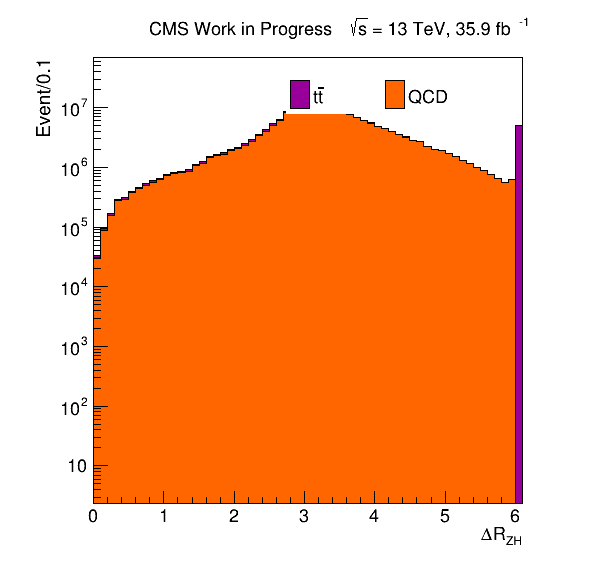 CMS Work in Progress √s = 13 TeV, 35.9 fb⁻¹
Event/0.1
tt̄ QCD
10⁷
10⁶
10⁵
10⁴
10³
10²
10
0 1 2 3 4 5 6
ΔR_ZH